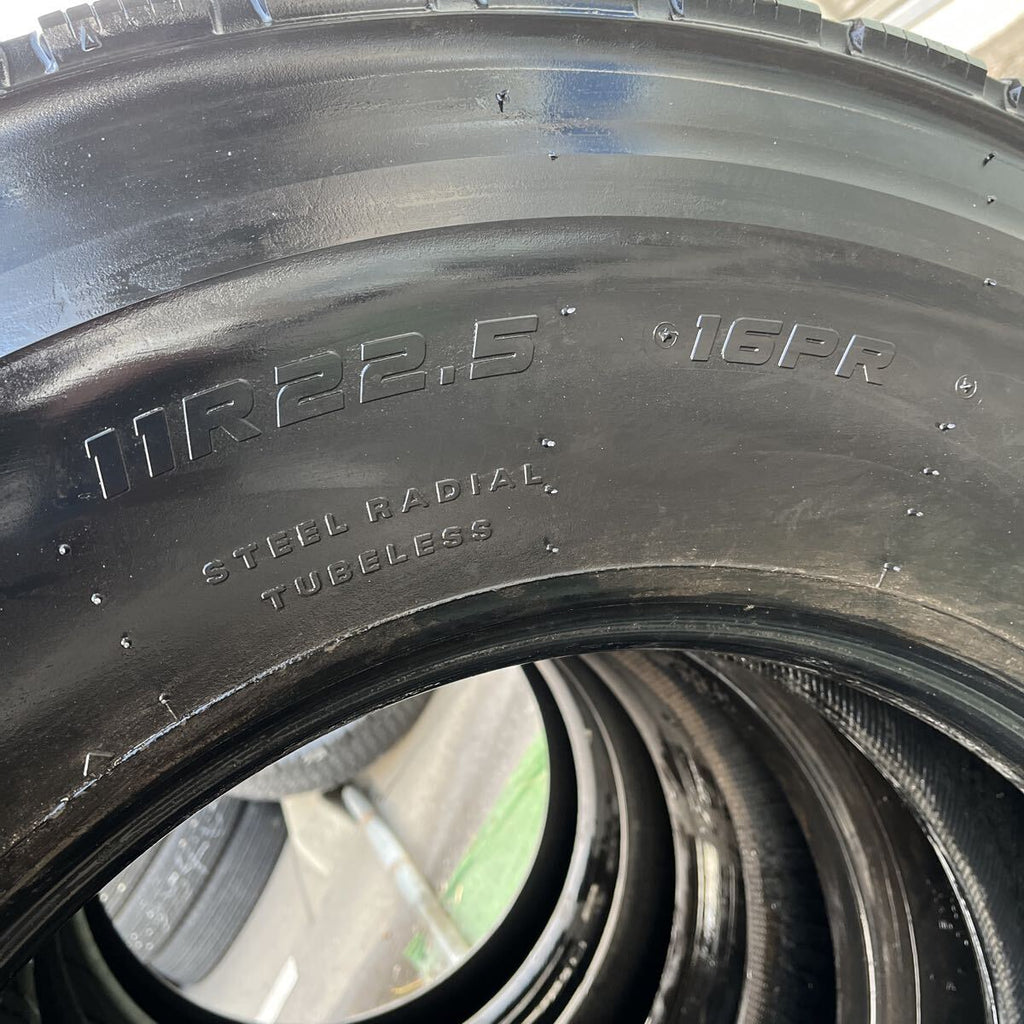 11R22.5 16PR
STEEL RADIAL
TUBELESS